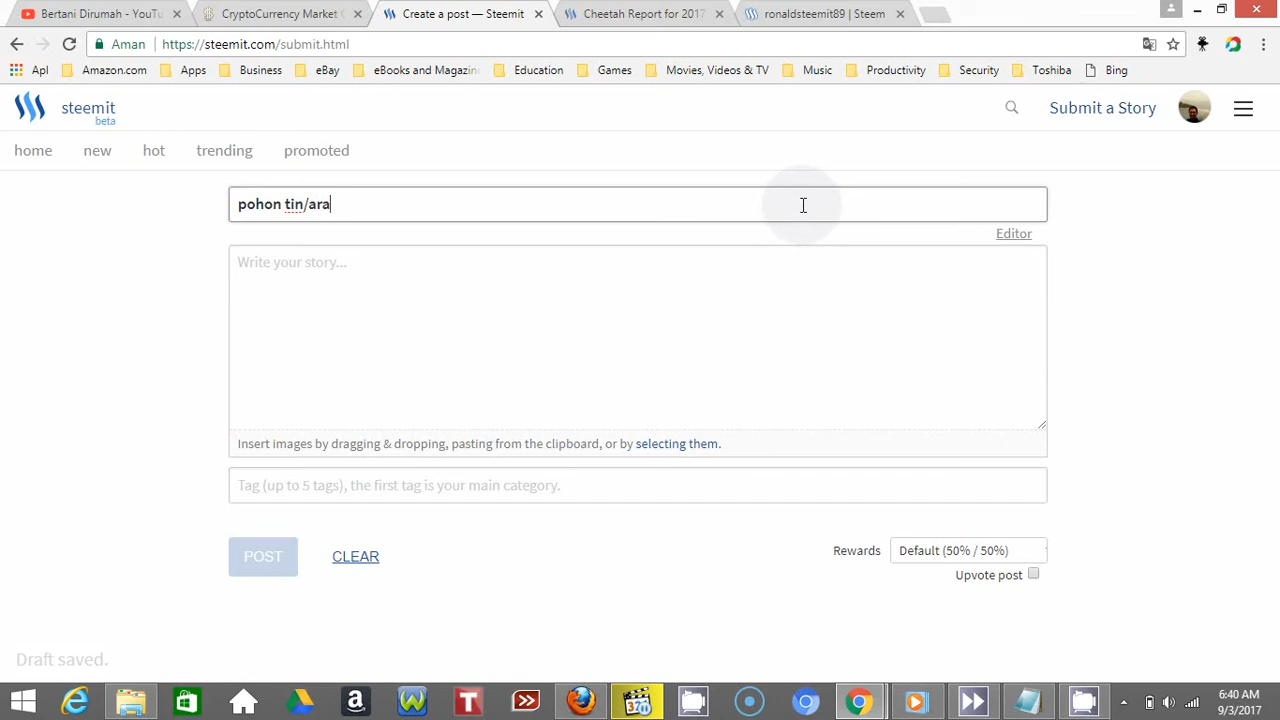 Bertani Dirumah - YouTu
CryptoCurrency Market C
Create a post — Steemit
Cheetah Report for 2017
ronaldsteemit89 | Steem
Aman
https://steemit.com/submit.html
Apl
Amazon.com
Apps
Business
eBay
eBooks and Magazin
Education
Games
Movies, Videos & TV
Music
Productivity
Security
Toshiba
Bing
steemit
beta
Submit a Story
home
new
hot
trending
promoted
pohon tin/ara
Editor
Write your story...
Insert images by dragging & dropping, pasting from the clipboard, or by selecting them.
Tag (up to 5 tags), the first tag is your main category.
POST
CLEAR
Rewards
Default (50% / 50%)
Upvote post
Draft saved.
6:40 AM
9/3/2017